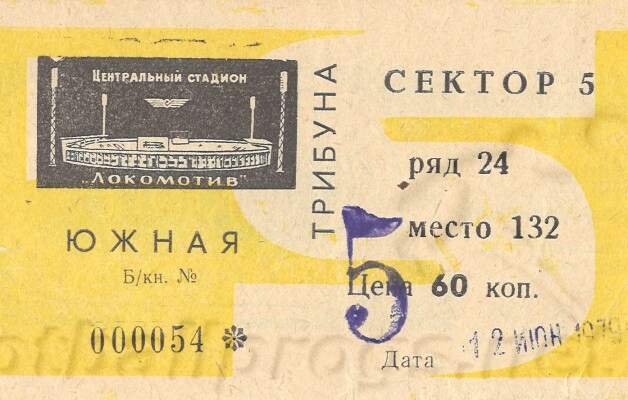 ЦЕНТРАЛЬНЫЙ СТАДИОН
„ЛОКОМОТИВ"
ЮЖНАЯ
ТРИБУНА
Б/кн. №
000054 *
СЕКТОР 5
ряд 24
место 132
Цена 60 коп.
5
Дата 12 ИЮН